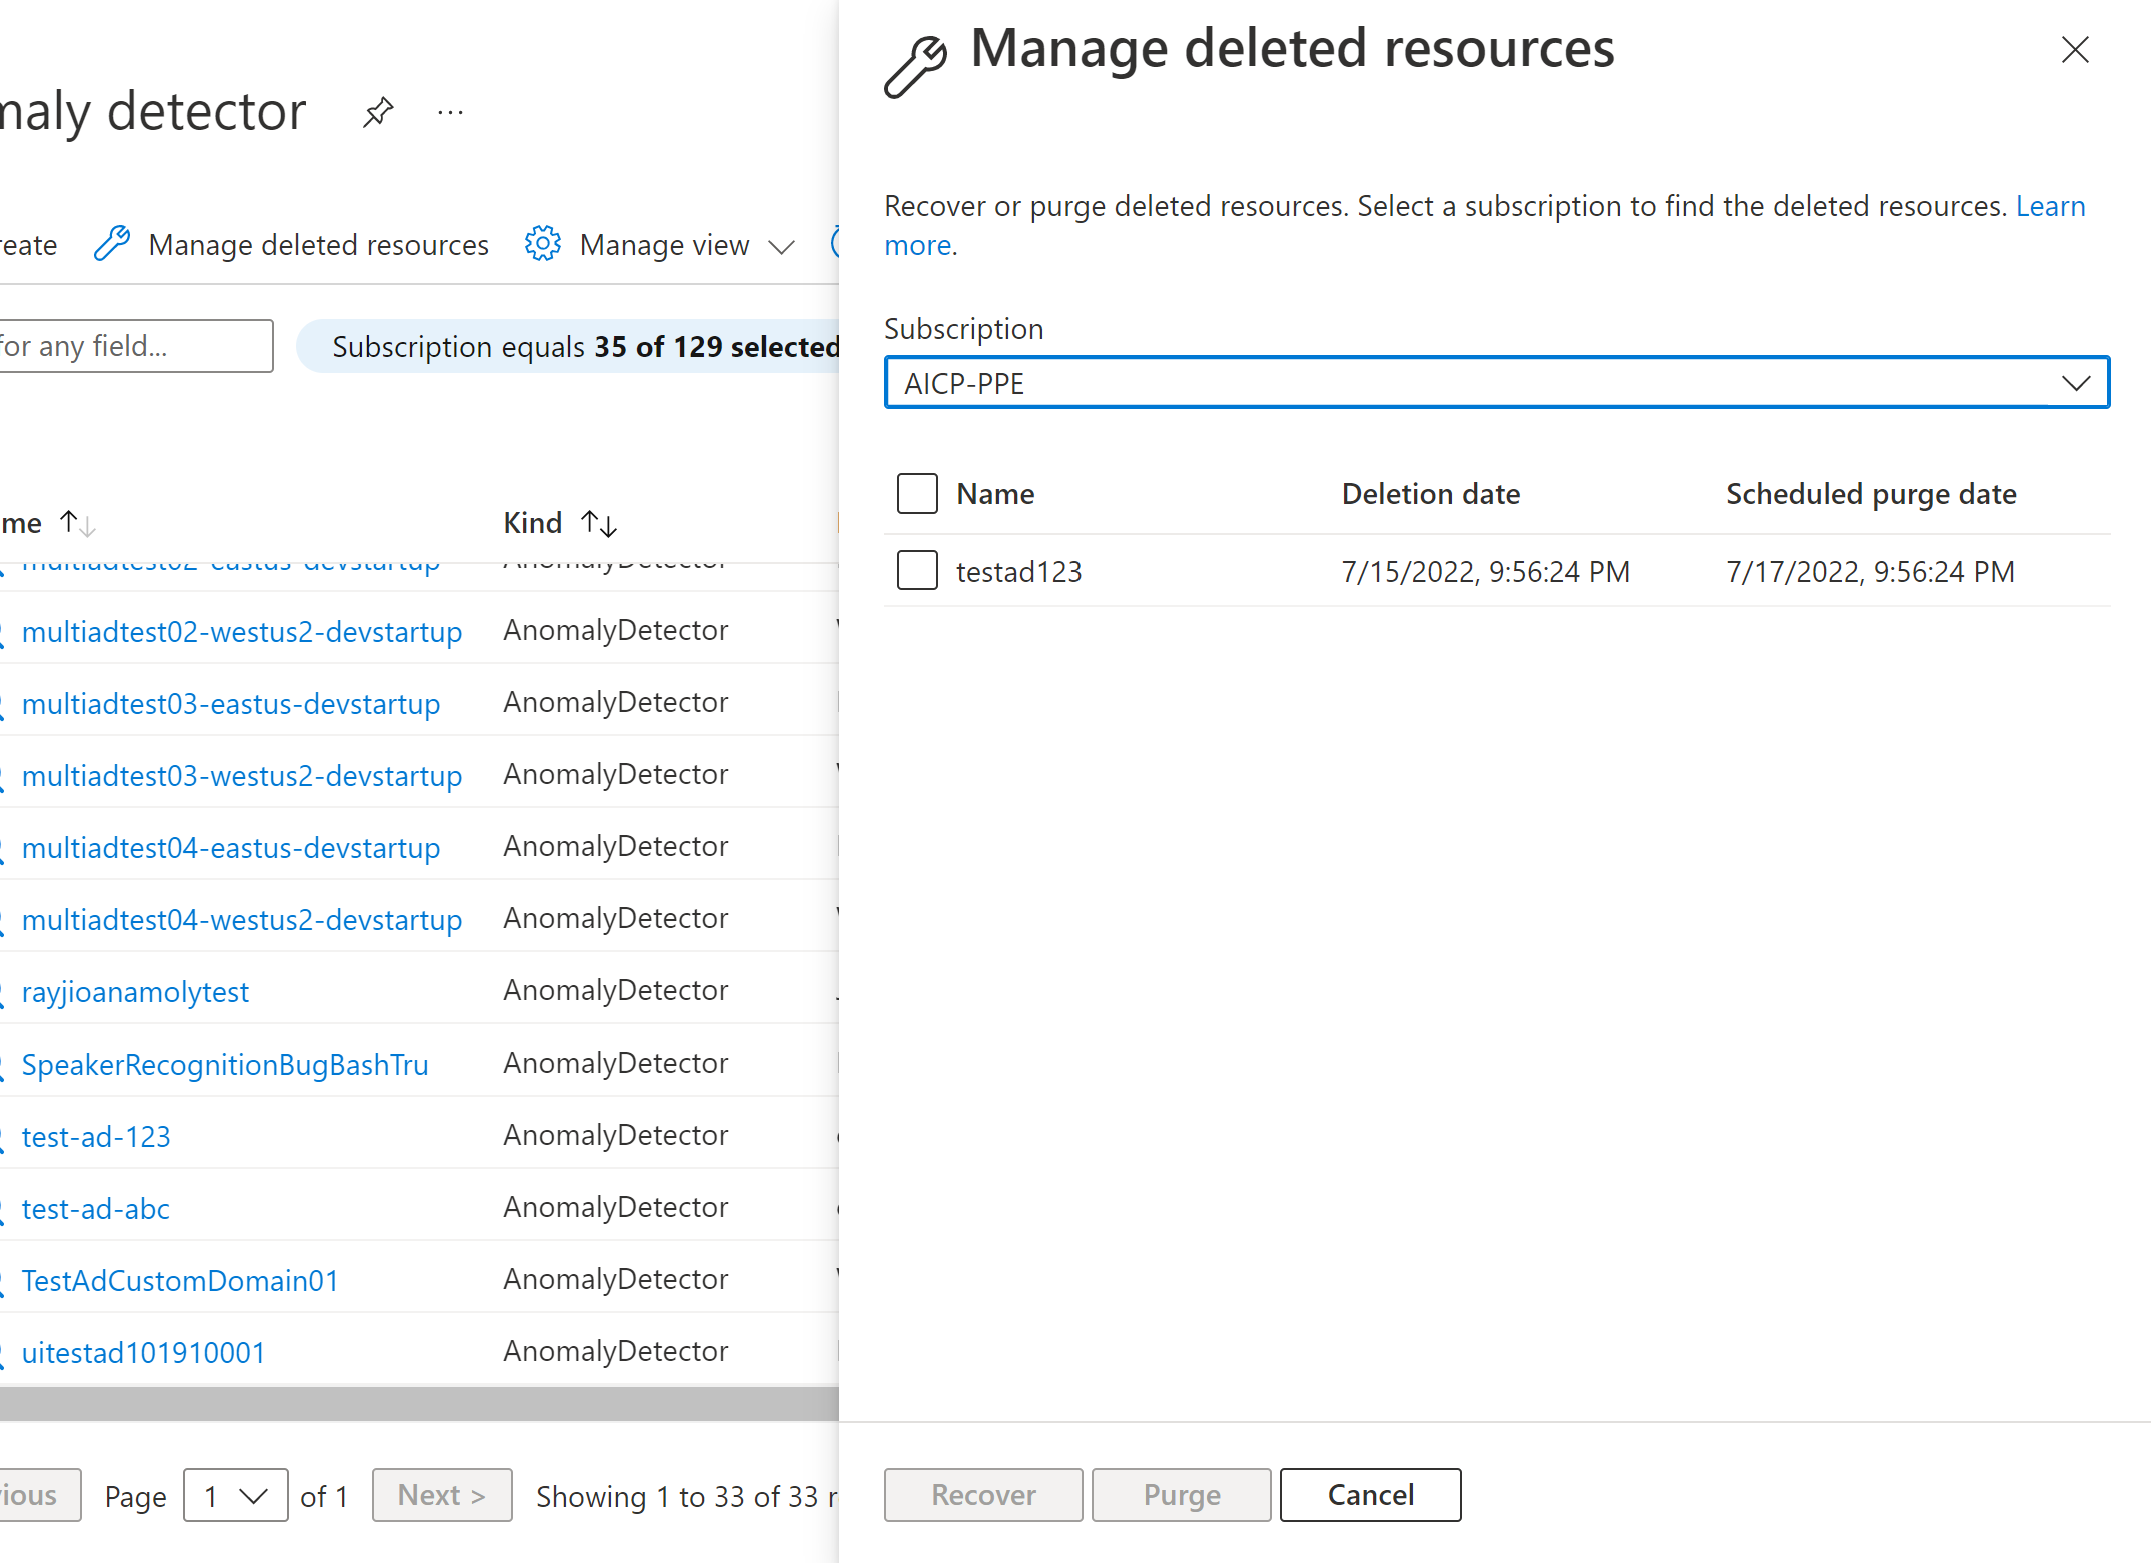 maly detector
Manage deleted resources
reate
Manage deleted resources
Manage view
for any field...
Subscription equals 35 of 129 selected
Recover or purge deleted resources. Select a subscription to find the deleted resources. Learn
more.
Subscription
AICP-PPE
me
Kind
Name
Deletion date
Scheduled purge date
testad123
7/15/2022, 9:56:24 PM
7/17/2022, 9:56:24 PM
multiadtest02-eastus-devstartup
AnomalyDetector
multiadtest02-westus2-devstartup
AnomalyDetector
multiadtest03-eastus-devstartup
AnomalyDetector
multiadtest03-westus2-devstartup
AnomalyDetector
multiadtest04-eastus-devstartup
AnomalyDetector
multiadtest04-westus2-devstartup
AnomalyDetector
rayjioanamolytest
AnomalyDetector
SpeakerRecognitionBugBashTru
AnomalyDetector
test-ad-123
AnomalyDetector
test-ad-abc
AnomalyDetector
TestAdCustomDomain01
AnomalyDetector
uitestad101910001
AnomalyDetector
vious
Page 1 of 1
Next >
Showing 1 to 33 of 33 r
Recover
Purge
Cancel